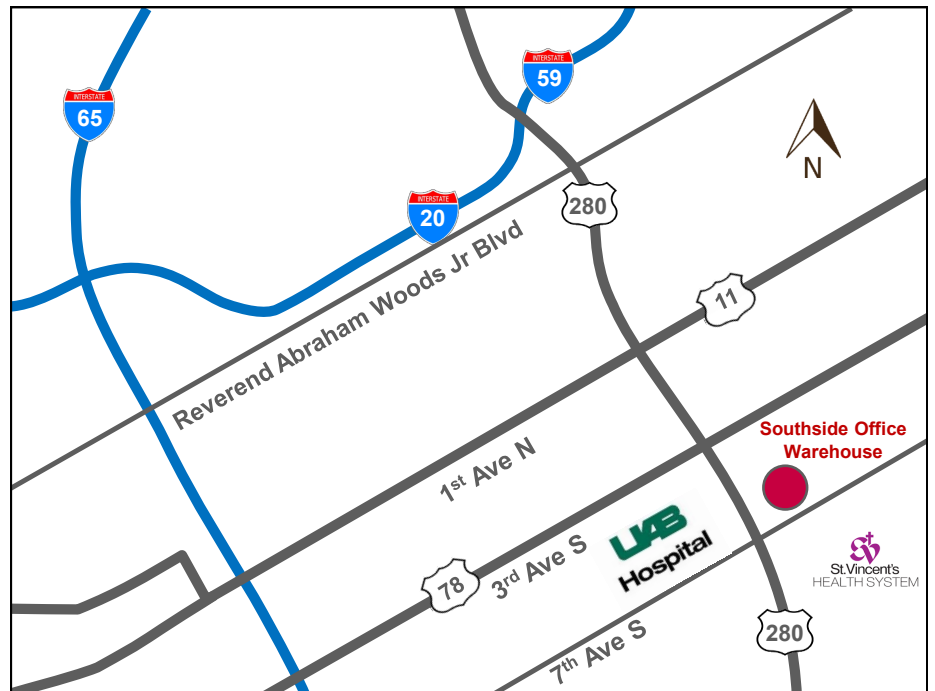 INTERSTATE
59
INTERSTATE
65
N
INTERSTATE
20
280
Reverend Abraham Woods Jr Blvd
11
Southside Office
Warehouse
1st Ave N
UAB
Hospital
3rd Ave S
78
St.Vincent's
HEALTH SYSTEM
280
7th Ave S